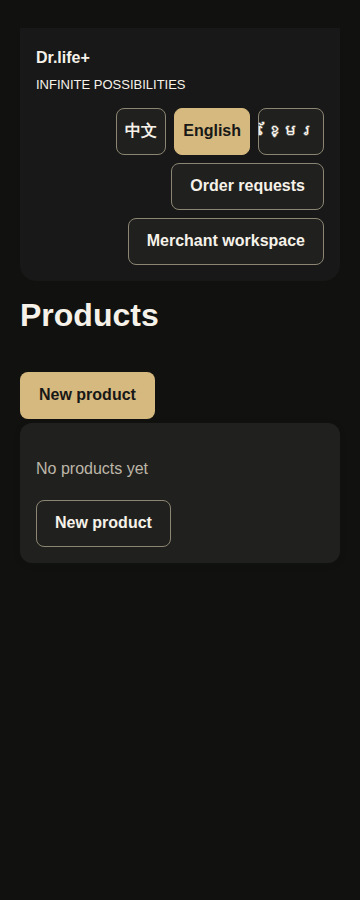 Dr.life+
INFINITE POSSIBILITIES
中文
English
ខ្មែរ
Order requests
Merchant workspace
Products
New product
No products yet
New product